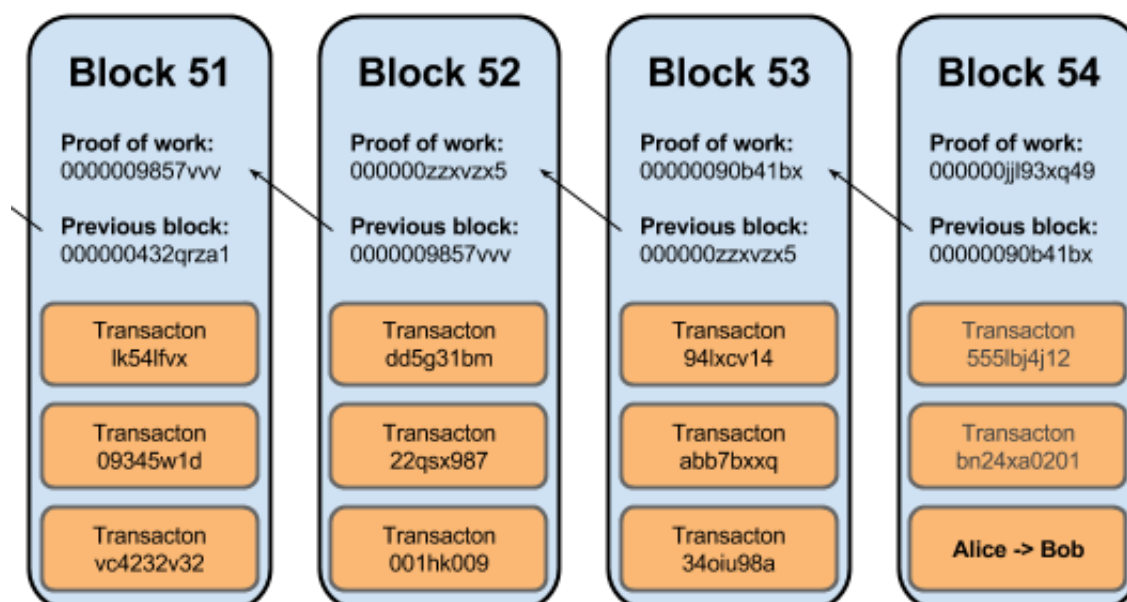 Block 51
Proof of work:
0000009857vvv
Previous block:
000000432qrza1
Transacton
lk54lfvx
Transacton
09345w1d
Transacton
vc4232v32
Block 52
Proof of work:
000000zzxvzx5
Previous block:
0000009857vvv
Transacton
dd5g31bm
Transacton
22qsx987
Transacton
001hk009
Block 53
Proof of work:
00000090b41bx
Previous block:
000000zzxvzx5
Transacton
94lxcv14
Transacton
abb7bxxq
Transacton
34oiu98a
Block 54
Proof of work:
000000jjl93xq49
Previous block:
00000090b41bx
Transacton
555lbj4j12
Transacton
bn24xa0201
Alice -> Bob